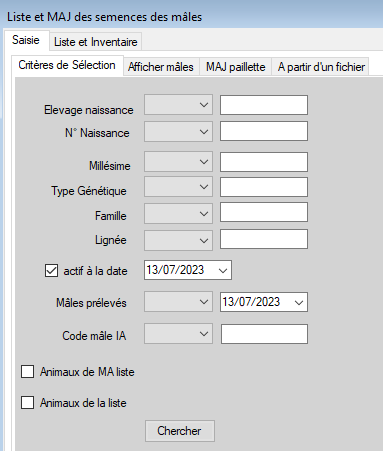 Liste et MAJ des semences des mâles
Saisie Liste et Inventaire
Critères de Sélection Afficher mâles MAJ paillette A partir d'un fichier
Elevage naissance
N° Naissance
Millésime
Type Génétique
Famille
Lignée
actif à la date 13/07/2023
Mâles prélevés 13/07/2023
Code mâle IA
Animaux de MA liste
Animaux de la liste
Chercher